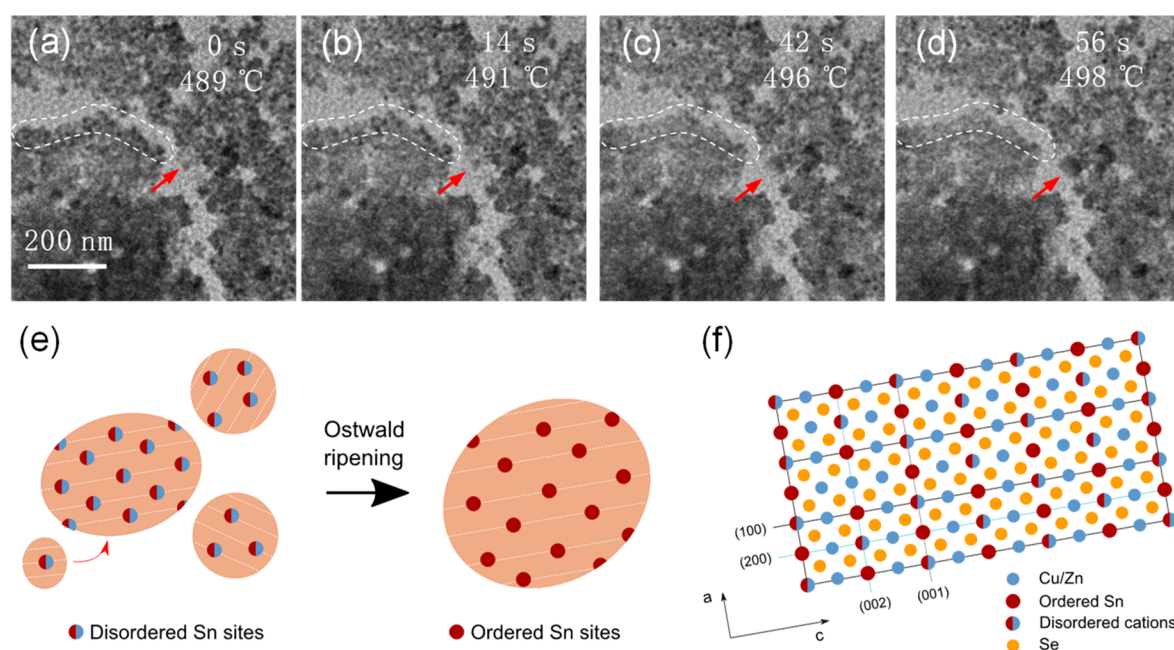 (a)
0 s
489 ℃
200 nm
(b)
14 s
491 ℃
(c)
42 s
496 ℃
(d)
56 s
498 ℃
(e)
Ostwald
ripening
Disordered Sn sites
Ordered Sn sites
(f)
(100)
(200)
(002)
(001)
a
c
Cu/Zn
Ordered Sn
Disordered cations
Se